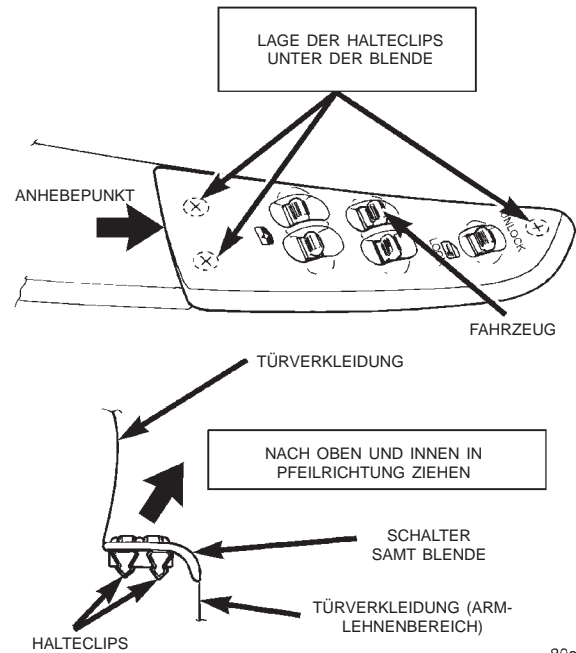 LAGE DER HALTECLIPS
UNTER DER BLENDE
ANHEBEPUNKT
UNLOCK
FAHRZEUG
TÜRVERKLEIDUNG
NACH OBEN UND INNEN IN
PFEILRICHTUNG ZIEHEN
SCHALTER
SAMT BLENDE
TÜRVERKLEIDUNG (ARM-
LEHNENBEREICH)
HALTECLIPS